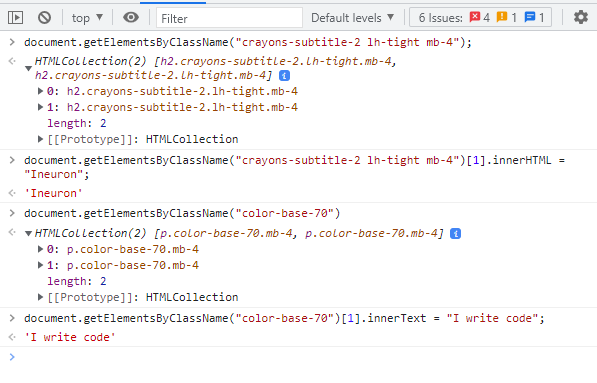 top Filter Default levels 6 Issues: 4 1 1
document.getElementsByClassName("crayons-subtitle-2 lh-tight mb-4");
HTMLCollection(2) [h2.crayons-subtitle-2.lh-tight.mb-4,
h2.crayons-subtitle-2.lh-tight.mb-4] i
0: h2.crayons-subtitle-2.lh-tight.mb-4
1: h2.crayons-subtitle-2.lh-tight.mb-4
length: 2
[[Prototype]]: HTMLCollection
document.getElementsByClassName("crayons-subtitle-2 lh-tight mb-4")[1].innerHTML =
"Ineuron";
'Ineuron'
document.getElementsByClassName("color-base-70")
HTMLCollection(2) [p.color-base-70.mb-4, p.color-base-70.mb-4] i
0: p.color-base-70.mb-4
1: p.color-base-70.mb-4
length: 2
[[Prototype]]: HTMLCollection
document.getElementsByClassName("color-base-70")[1].innerText = "I write code";
'I write code'